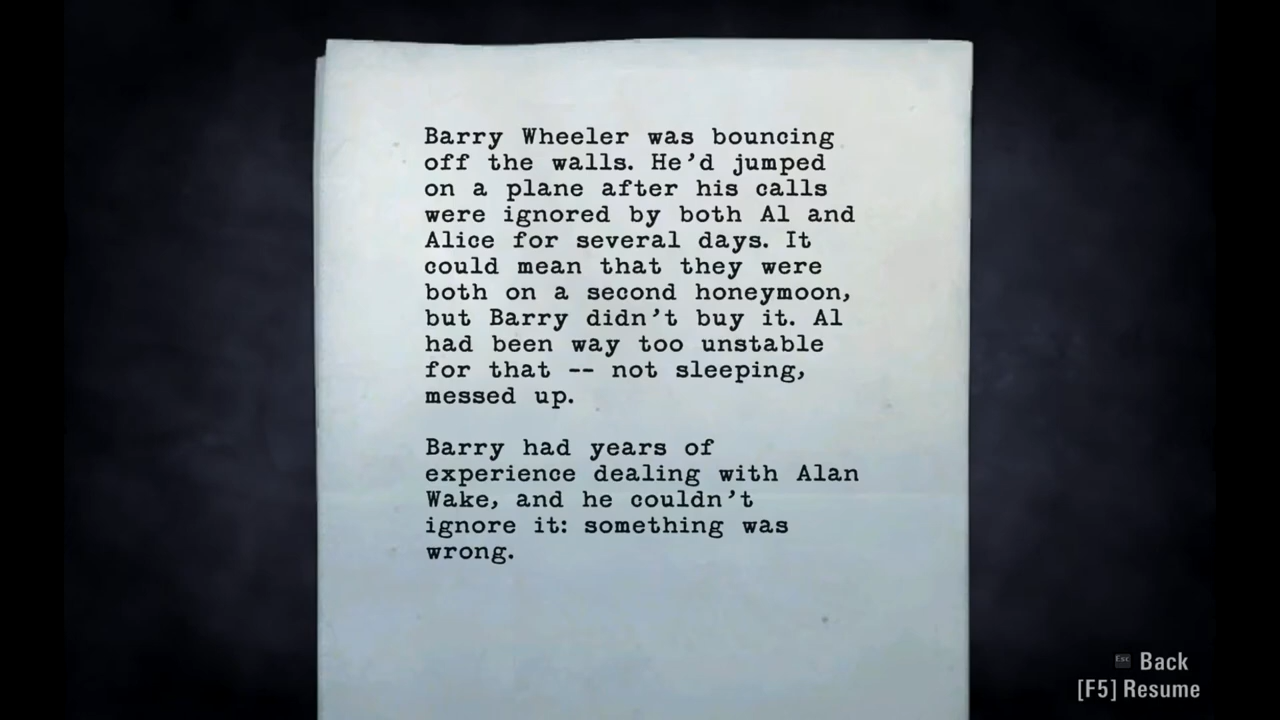 Barry Wheeler was bouncing
off the walls. He'd jumped
on a plane after his calls
were ignored by both Al and
Alice for several days. It
could mean that they were
both on a second honeymoon,
but Barry didn't buy it. Al
had been way too unstable
for that -- not sleeping,
messed up.
Barry had years of
experience dealing with Alan
Wake, and he couldn't
ignore it: something was
wrong.
Esc Back
[F5] Resume